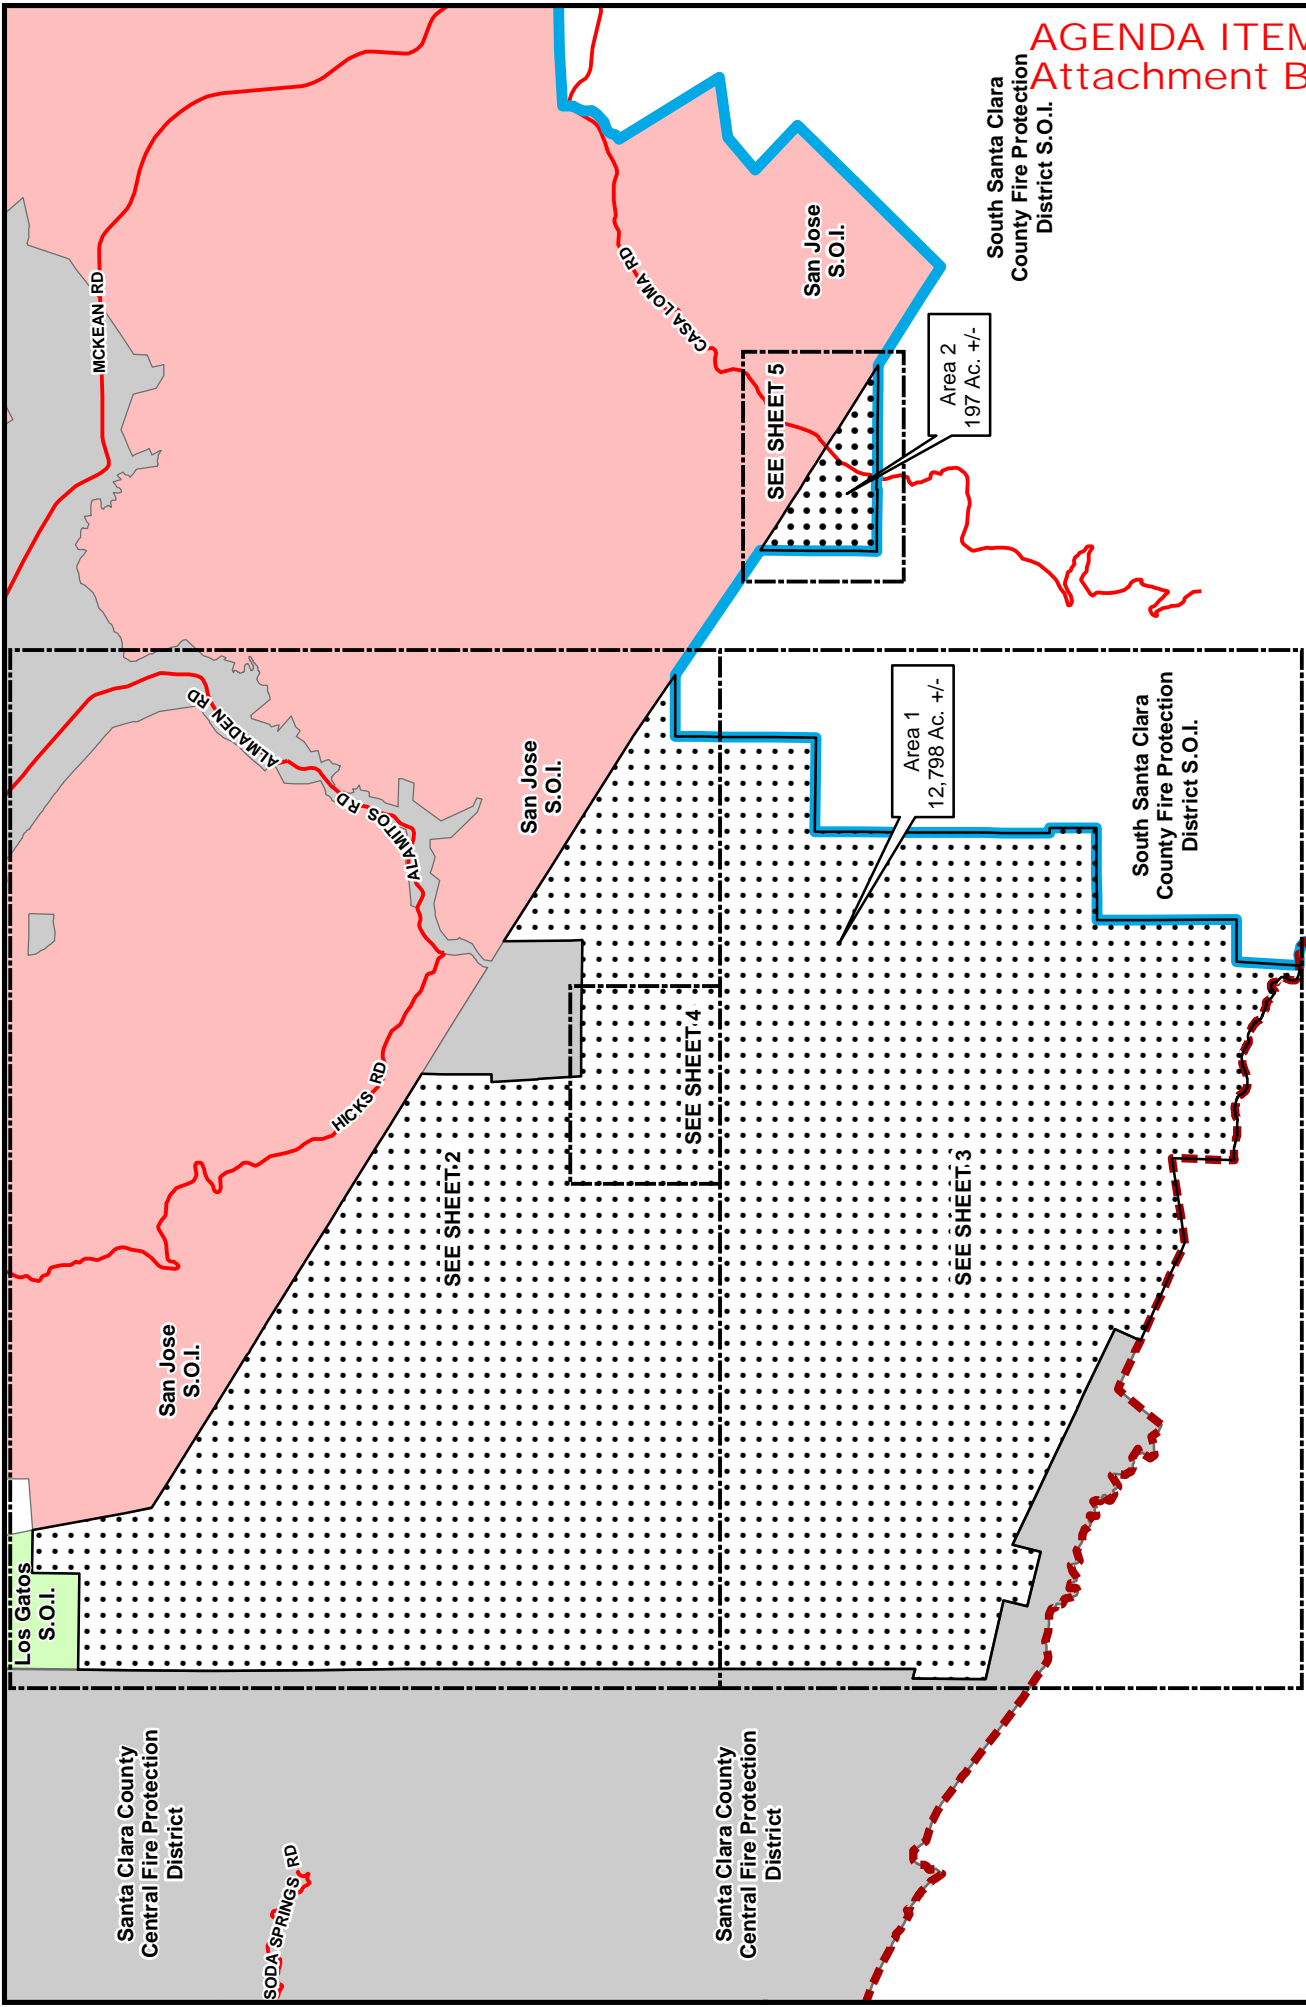 AGENDA ITEM
Attachment B
South Santa Clara
County Fire Protection
District S.O.I.
MCKEAN RD
CASA LOMA RD
San Jose
S.O.I.
SEE SHEET 5
Area 2
197 Ac. +/-
ALMADEN RD
ALAMITOS RD
San Jose
S.O.I.
Area 1
12,798 Ac. +/-
South Santa Clara
County Fire Protection
District S.O.I.
HICKS RD
SEE SHEET 4
SEE SHEET 2
SEE SHEET 3
San Jose
S.O.I.
Los Gatos
S.O.I.
Santa Clara County
Central Fire Protection
District
Santa Clara County
Central Fire Protection
District
SODA SPRINGS RD